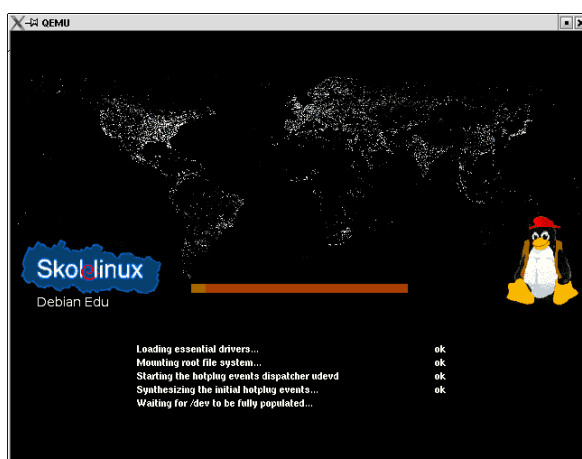 QEMU
Skolelinux
Debian Edu
Loading essential drivers... ok
Mounting root file system... ok
Starting the hotplug events dispatcher udevd ok
Synthesizing the initial hotplug events... ok
Waiting for /dev to be fully populated...